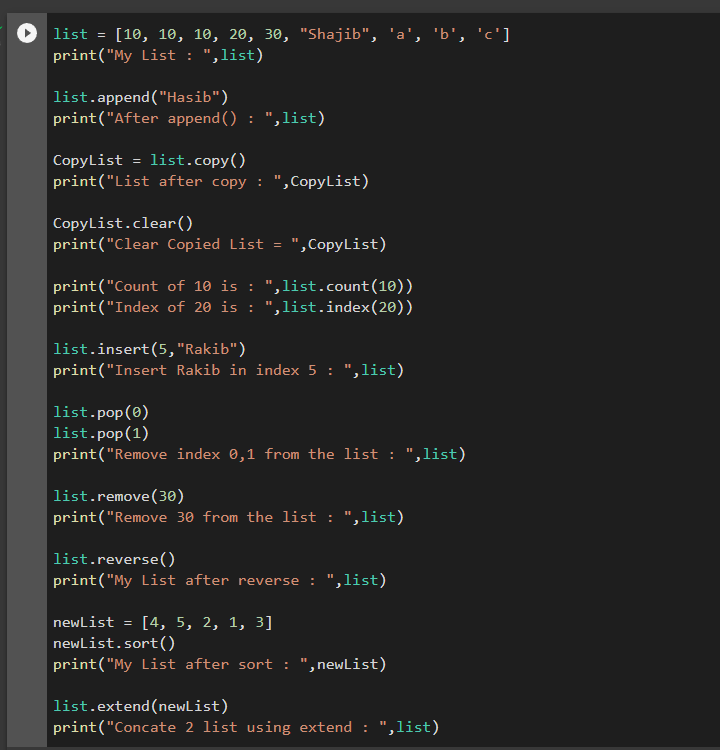 list = [10, 10, 10, 20, 30, "Shajib", 'a', 'b', 'c']
print("My List : ",list)
list.append("Hasib")
print("After append() : ",list)
CopyList = list.copy()
print("List after copy : ",CopyList)
CopyList.clear()
print("Clear Copied List = ",CopyList)
print("Count of 10 is : ",list.count(10))
print("Index of 20 is : ",list.index(20))
list.insert(5,"Rakib")
print("Insert Rakib in index 5 : ",list)
list.pop(0)
list.pop(1)
print("Remove index 0,1 from the list : ",list)
list.remove(30)
print("Remove 30 from the list : ",list)
list.reverse()
print("My List after reverse : ",list)
newList = [4, 5, 2, 1, 3]
newList.sort()
print("My List after sort : ",newList)
list.extend(newList)
print("Concate 2 list using extend : ",list)